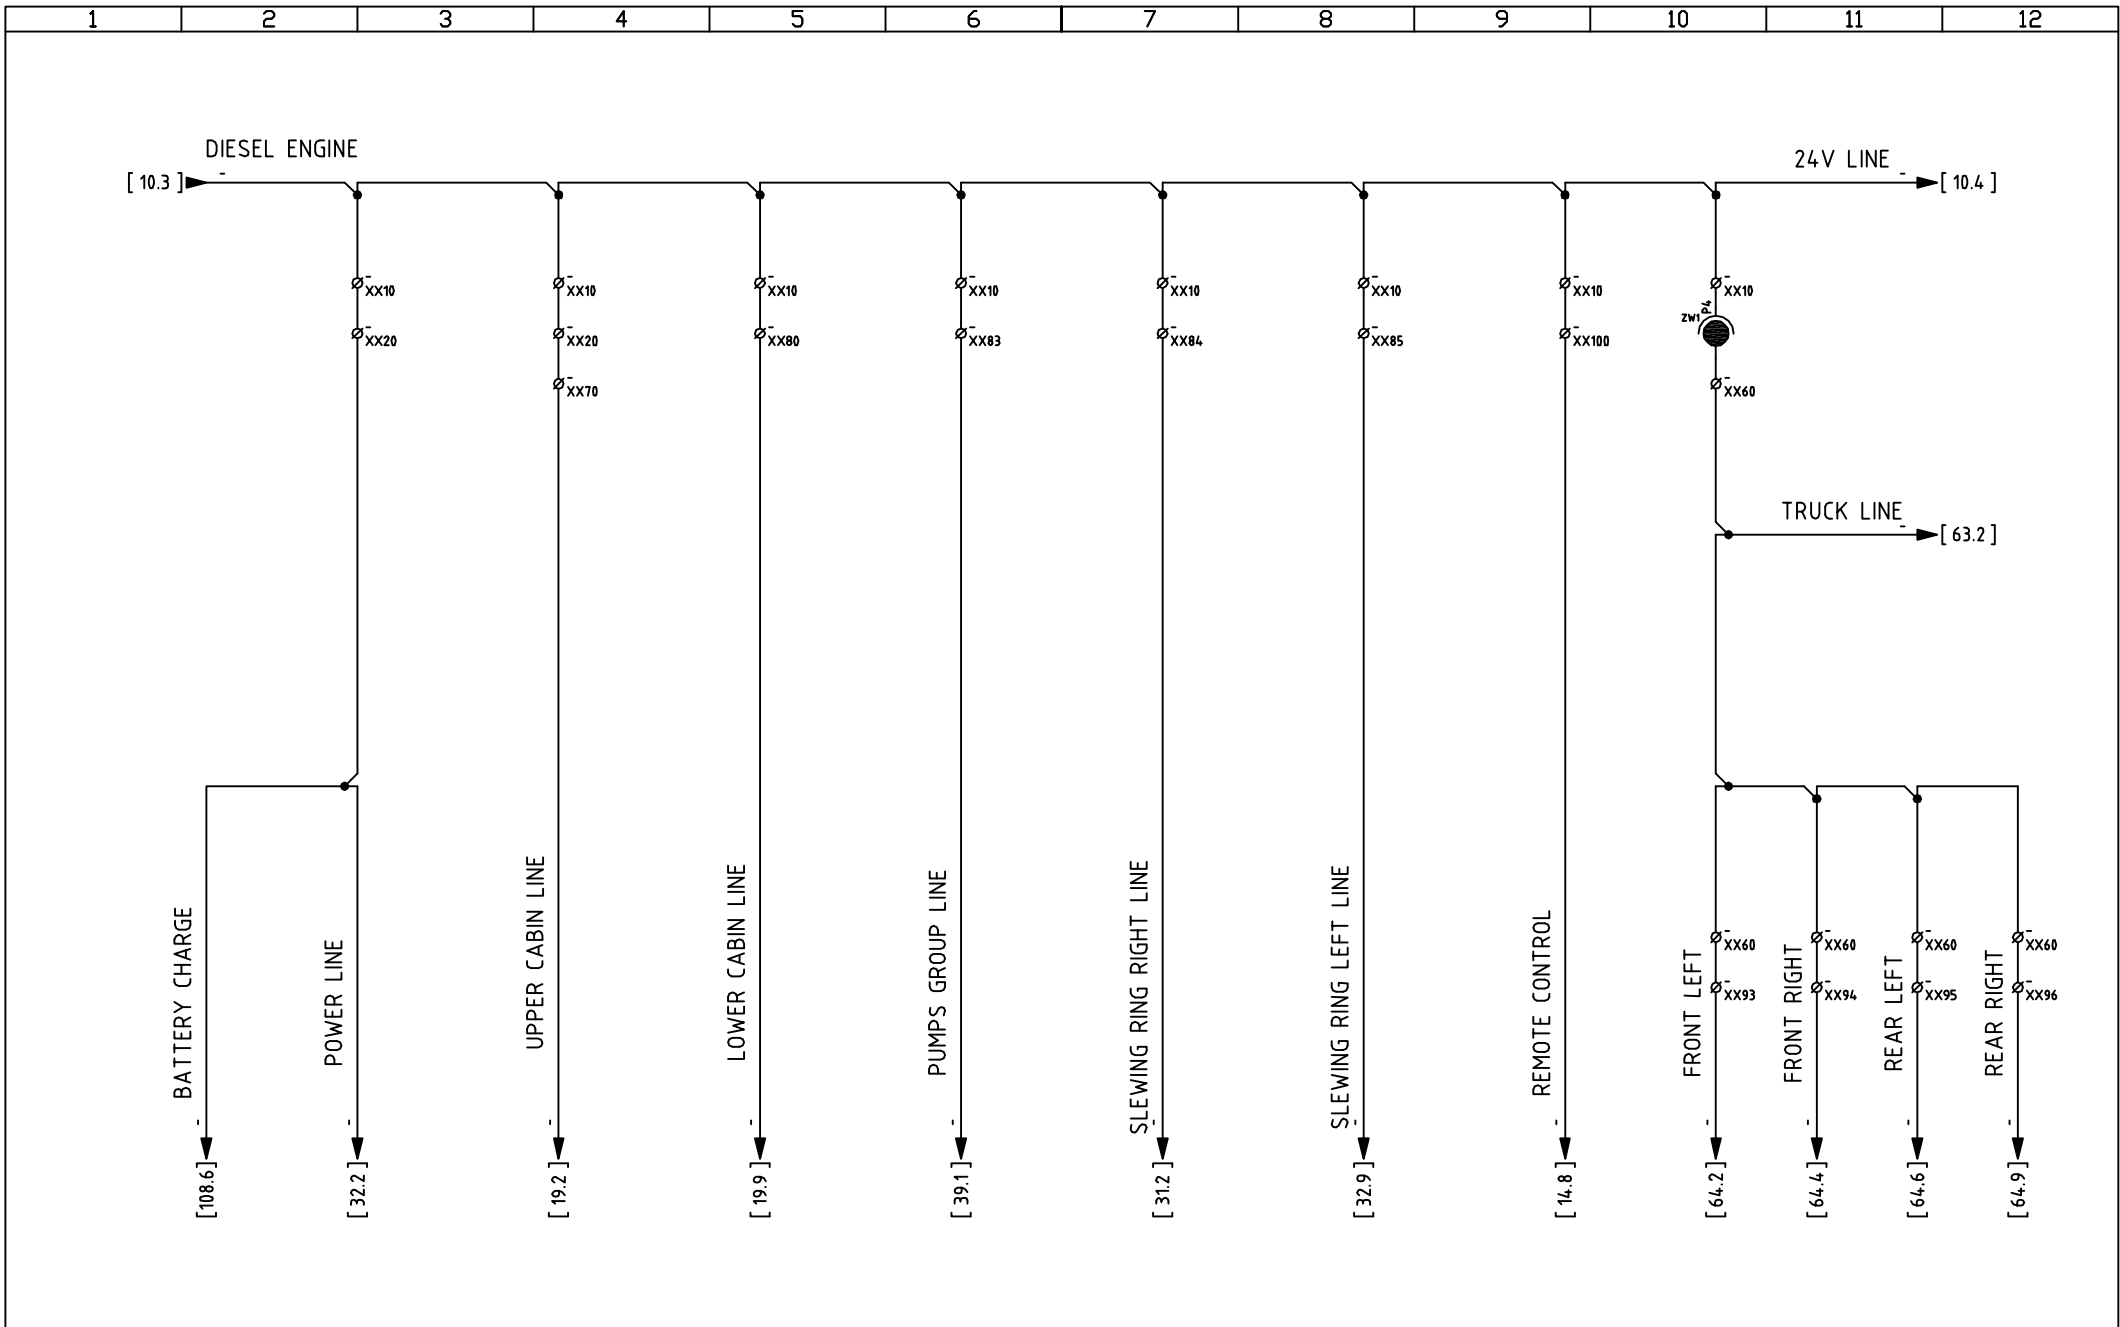 1 2 3 4 5 6 7 8 9 10 11 12
DIESEL ENGINE
24V LINE
[ 10.3 ] - - [ 10.4 ]
- - - - - - - -
XX10 XX10 XX10 XX10 XX10 XX10 XX10 XX10
ZW1 P4
- - - - - - -
XX20 XX20 XX80 XX83 XX84 XX85 XX100
- -
XX70 XX60
TRUCK LINE
- [ 63.2 ]
- - - -
XX60 XX60 XX60 XX60
- - - -
XX93 XX94 XX95 XX96
BATTERY CHARGE
POWER LINE
UPPER CABIN LINE
LOWER CABIN LINE
PUMPS GROUP LINE
SLEWING RING RIGHT LINE
SLEWING RING LEFT LINE
REMOTE CONTROL
FRONT LEFT
FRONT RIGHT
REAR LEFT
REAR RIGHT
- - - - - - - - - - - -
[108.6]
[ 32.2 ]
[ 19.2 ]
[ 19.9 ]
[ 39.1 ]
[ 31.2 ]
[ 32.9 ]
[ 14.8 ]
[ 64.2 ]
[ 64.4 ]
[ 64.6 ]
[ 64.9 ]